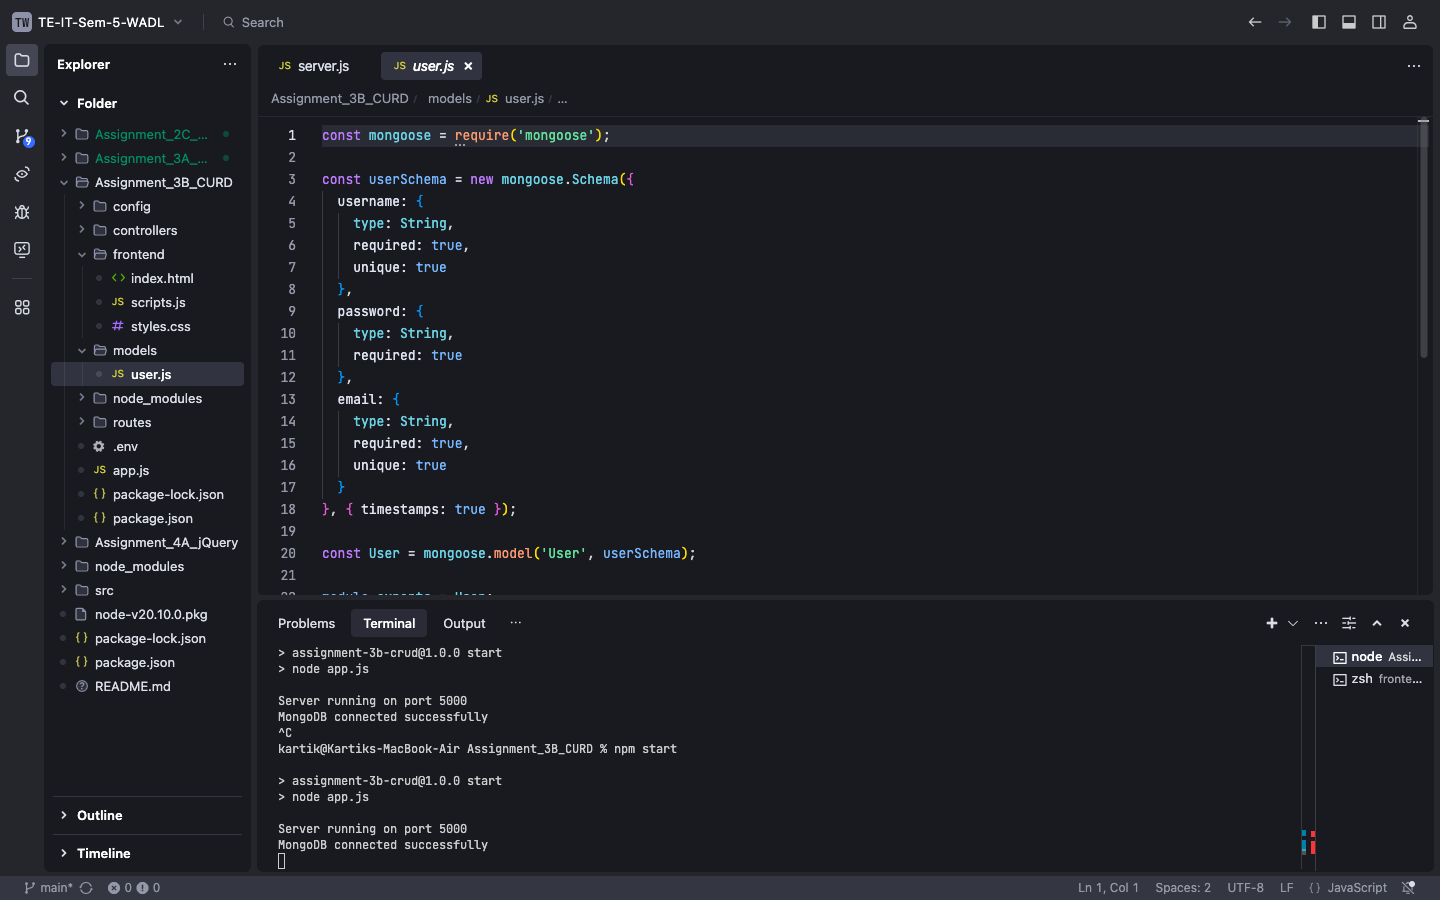 TW TE-IT-Sem-5-WADL Search
Explorer
Folder
Assignment_2C_...
Assignment_3A_...
Assignment_3B_CURD
config
controllers
frontend
index.html
JS scripts.js
# styles.css
models
JS user.js
node_modules
routes
.env
JS app.js
{} package-lock.json
{} package.json
Assignment_4A_jQuery
node_modules
src
node-v20.10.0.pkg
{} package-lock.json
{} package.json
README.md
Outline
Timeline
9
JS server.js JS user.js
Assignment_3B_CURD / models / JS user.js / ...
1 const mongoose = require('mongoose');
2
3 const userSchema = new mongoose.Schema({
4 username: {
5 type: String,
6 required: true,
7 unique: true
8 },
9 password: {
10 type: String,
11 required: true
12 },
13 email: {
14 type: String,
15 required: true,
16 unique: true
17 }
18 }, { timestamps: true });
19
20 const User = mongoose.model('User', userSchema);
21
22 module.exports = User;
Problems Terminal Output
> assignment-3b-crud@1.0.0 start
> node app.js
Server running on port 5000
MongoDB connected successfully
^C
kartik@Kartiks-MacBook-Air Assignment_3B_CURD % npm start
> assignment-3b-crud@1.0.0 start
> node app.js
Server running on port 5000
MongoDB connected successfully
node Assi...
zsh fronte...
main* 0 0 Ln 1, Col 1 Spaces: 2 UTF-8 LF {} JavaScript